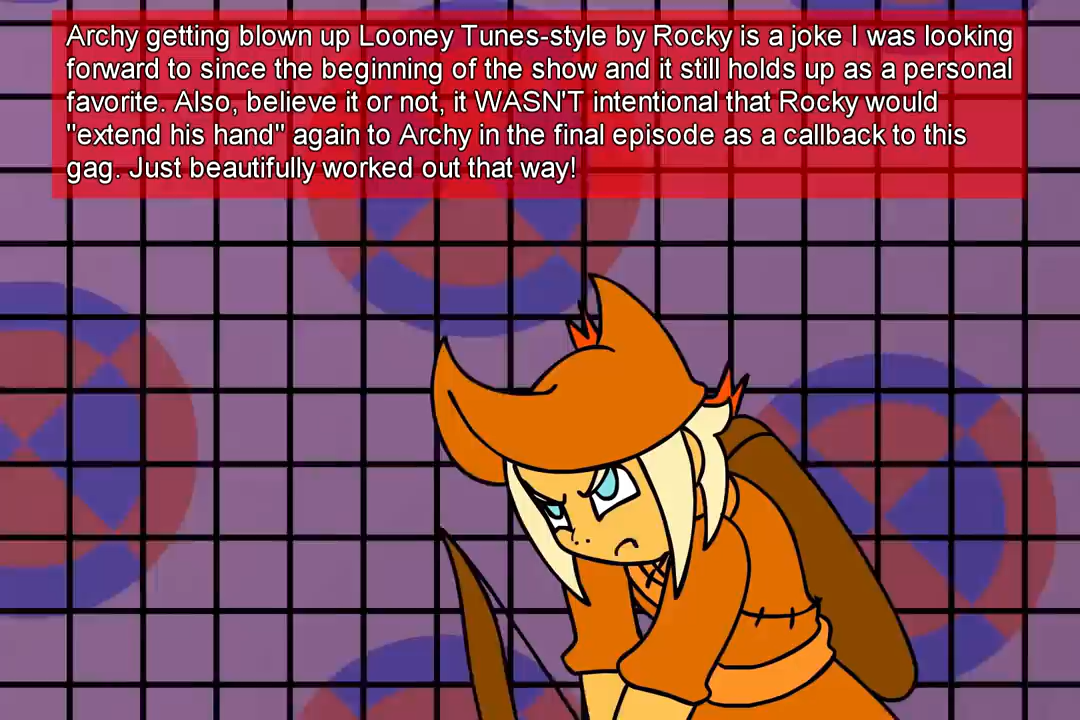 Archy getting blown up Looney Tunes-style by Rocky is a joke I was looking
forward to since the beginning of the show and it still holds up as a personal
favorite. Also, believe it or not, it WASN'T intentional that Rocky would
"extend his hand" again to Archy in the final episode as a callback to this
gag. Just beautifully worked out that way!